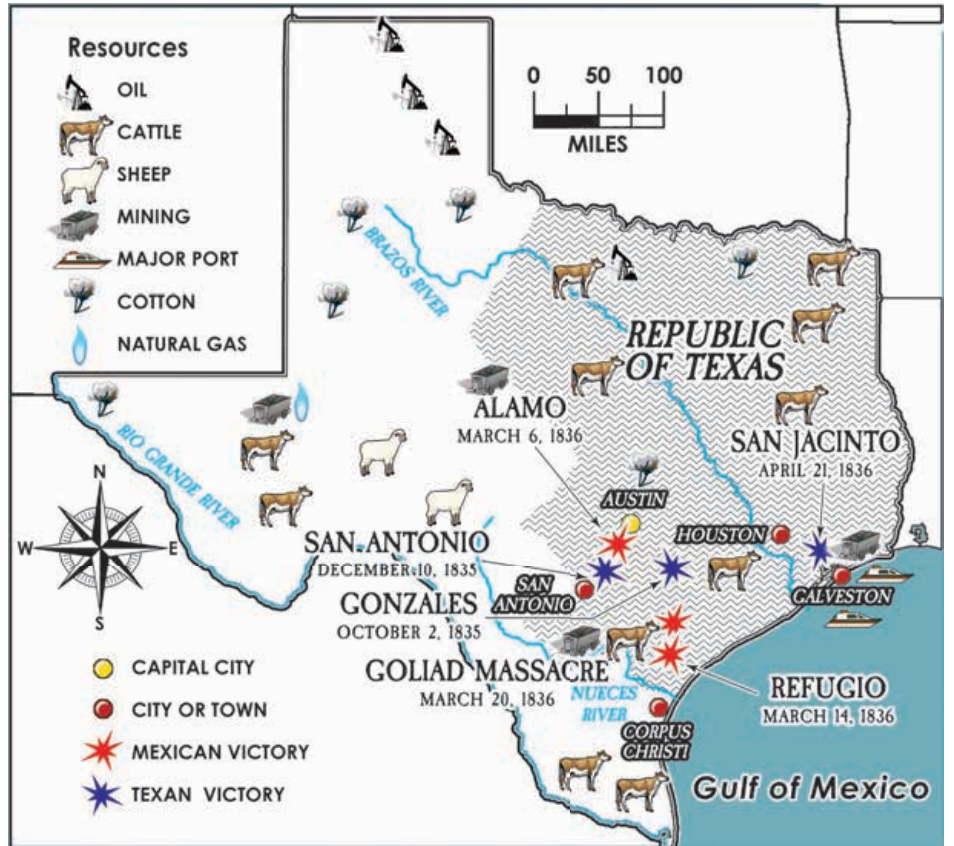 Resources
OIL
CATTLE
SHEEP
MINING
MAJOR PORT
COTTON
NATURAL GAS
0 50 100
MILES
BRAZOS RIVER
REPUBLIC
OF TEXAS
ALAMO
MARCH 6, 1836
SAN JACINTO
APRIL 21, 1836
RIO GRANDE RIVER
N
W
E
S
AUSTIN
HOUSTON
SAN ANTONIO
DECEMBER 10, 1835
SAN
ANTONIO
GALVESTON
GONZALES
OCTOBER 2, 1835
GOLIAD MASSACRE
MARCH 20, 1836
NUECES
RIVER
REFUGIO
MARCH 14, 1836
CORPUS
CHRISTI
CAPITAL CITY
CITY OR TOWN
MEXICAN VICTORY
TEXAN VICTORY
Gulf of Mexico